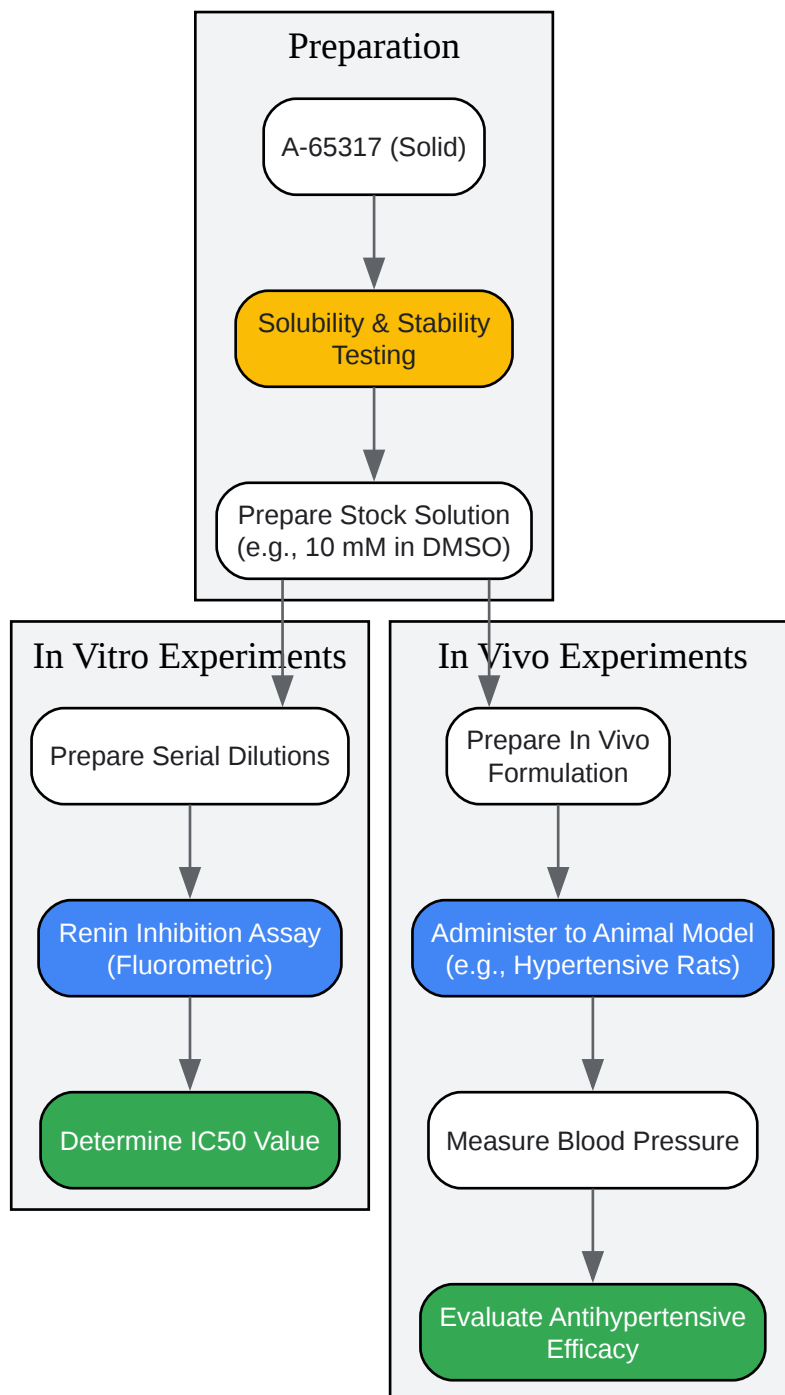 Preparation
A-65317 (Solid)
Solubility & Stability
Testing
Prepare Stock Solution
(e.g., 10 mM in DMSO)
In Vitro Experiments
Prepare Serial Dilutions
Renin Inhibition Assay
(Fluorometric)
Determine IC50 Value
In Vivo Experiments
Prepare In Vivo
Formulation
Administer to Animal Model
(e.g., Hypertensive Rats)
Measure Blood Pressure
Evaluate Antihypertensive
Efficacy